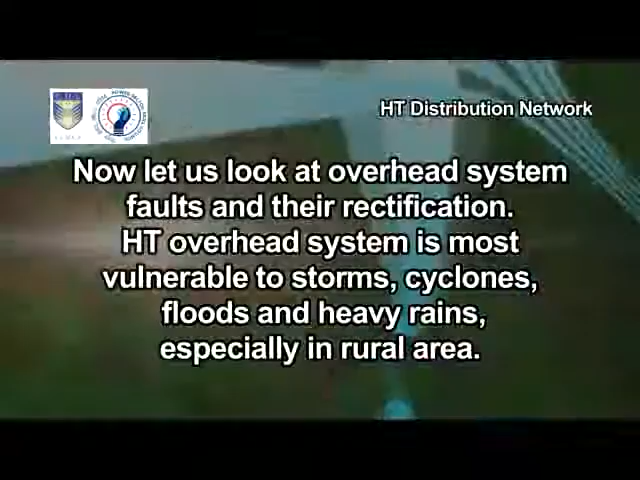 HT Distribution Network
Now let us look at overhead system
faults and their rectification.
HT overhead system is most
vulnerable to storms, cyclones,
floods and heavy rains,
especially in rural area.